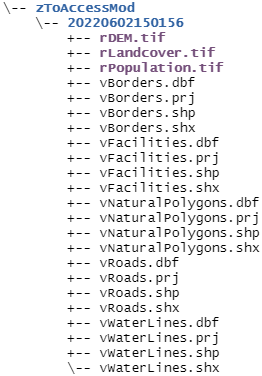 \-- zToAccessMod
\-- 20220602150156
+-- rDEM.tif
+-- rLandcover.tif
+-- rPopulation.tif
+-- vBorders.dbf
+-- vBorders.prj
+-- vBorders.shp
+-- vBorders.shx
+-- vFacilities.dbf
+-- vFacilities.prj
+-- vFacilities.shp
+-- vFacilities.shx
+-- vNaturalPolygons.dbf
+-- vNaturalPolygons.prj
+-- vNaturalPolygons.shp
+-- vNaturalPolygons.shx
+-- vRoads.dbf
+-- vRoads.prj
+-- vRoads.shp
+-- vRoads.shx
+-- vWaterLines.dbf
+-- vWaterLines.prj
+-- vWaterLines.shp
\-- vWaterLines.shx